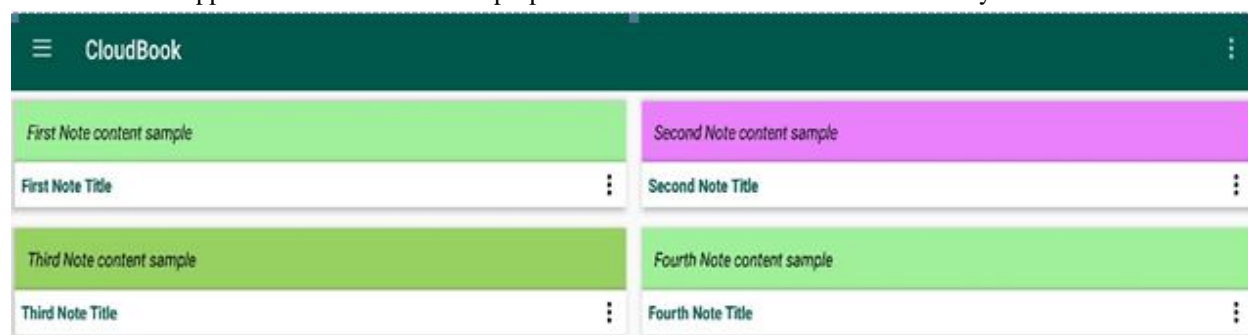 CloudBook
First Note content sample
Second Note content sample
First Note Title
Second Note Title
Third Note content sample
Fourth Note content sample
Third Note Title
Fourth Note Title